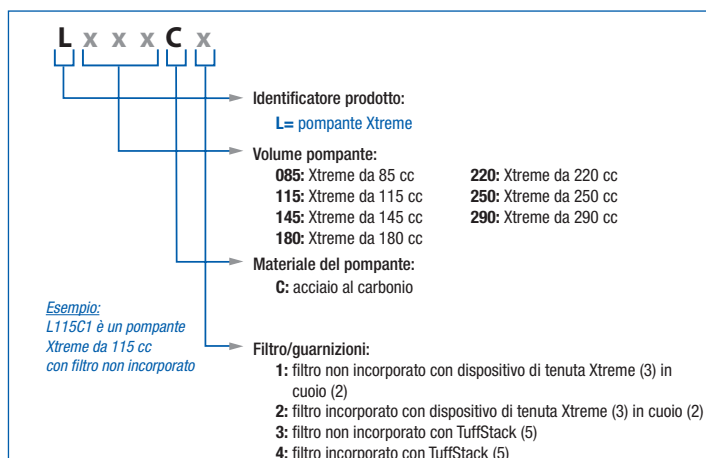 L x x x C x
Identificatore prodotto:
L= pompante Xtreme
Volume pompante:
085: Xtreme da 85 cc
115: Xtreme da 115 cc
145: Xtreme da 145 cc
180: Xtreme da 180 cc
220: Xtreme da 220 cc
250: Xtreme da 250 cc
290: Xtreme da 290 cc
Materiale del pompante:
C: acciaio al carbonio
Esempio:
L115C1 è un pompante
Xtreme da 115 cc
con filtro non incorporato
Filtro/guarnizioni:
1: filtro non incorporato con dispositivo di tenuta Xtreme (3) in
cuoio (2)
2: filtro incorporato con dispositivo di tenuta Xtreme (3) in cuoio (2)
3: filtro non incorporato con TuffStack (5)
4: filtro incorporato con TuffStack (5)